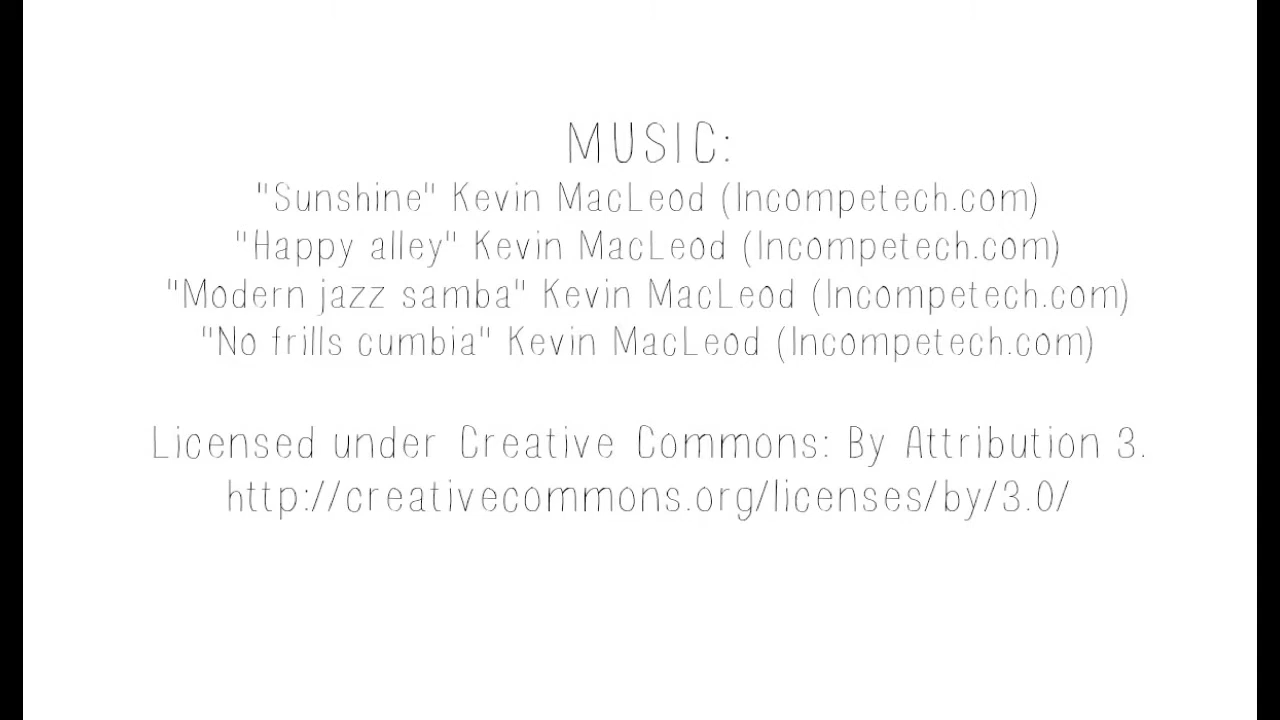 MUSIC:
"Sunshine" Kevin MacLeod (Incompetech.com)
"Happy alley" Kevin MacLeod (Incompetech.com)
"Modern jazz samba" Kevin MacLeod (Incompetech.com)
"No frills cumbia" Kevin MacLeod (Incompetech.com)
Licensed under Creative Commons: By Attribution 3.
http://creativecommons.org/licenses/by/3.0/